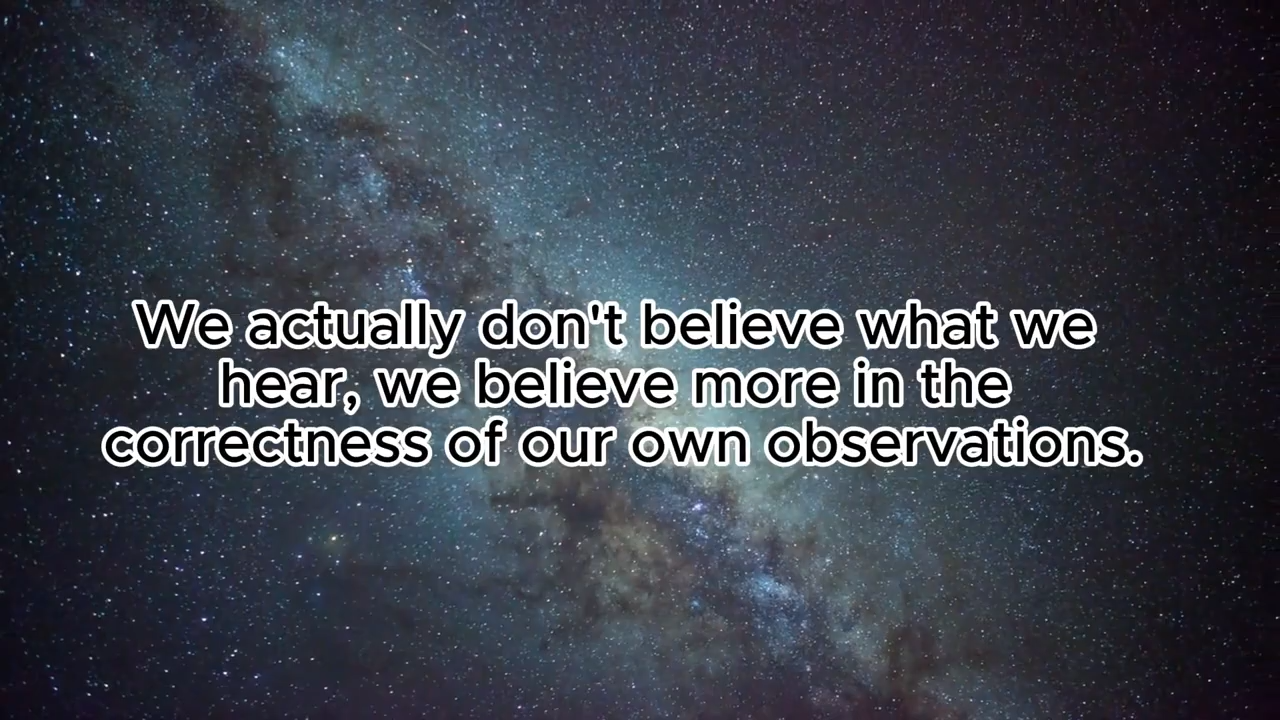 We actually don't believe what we
hear, we believe more in the
correctness of our own observations.